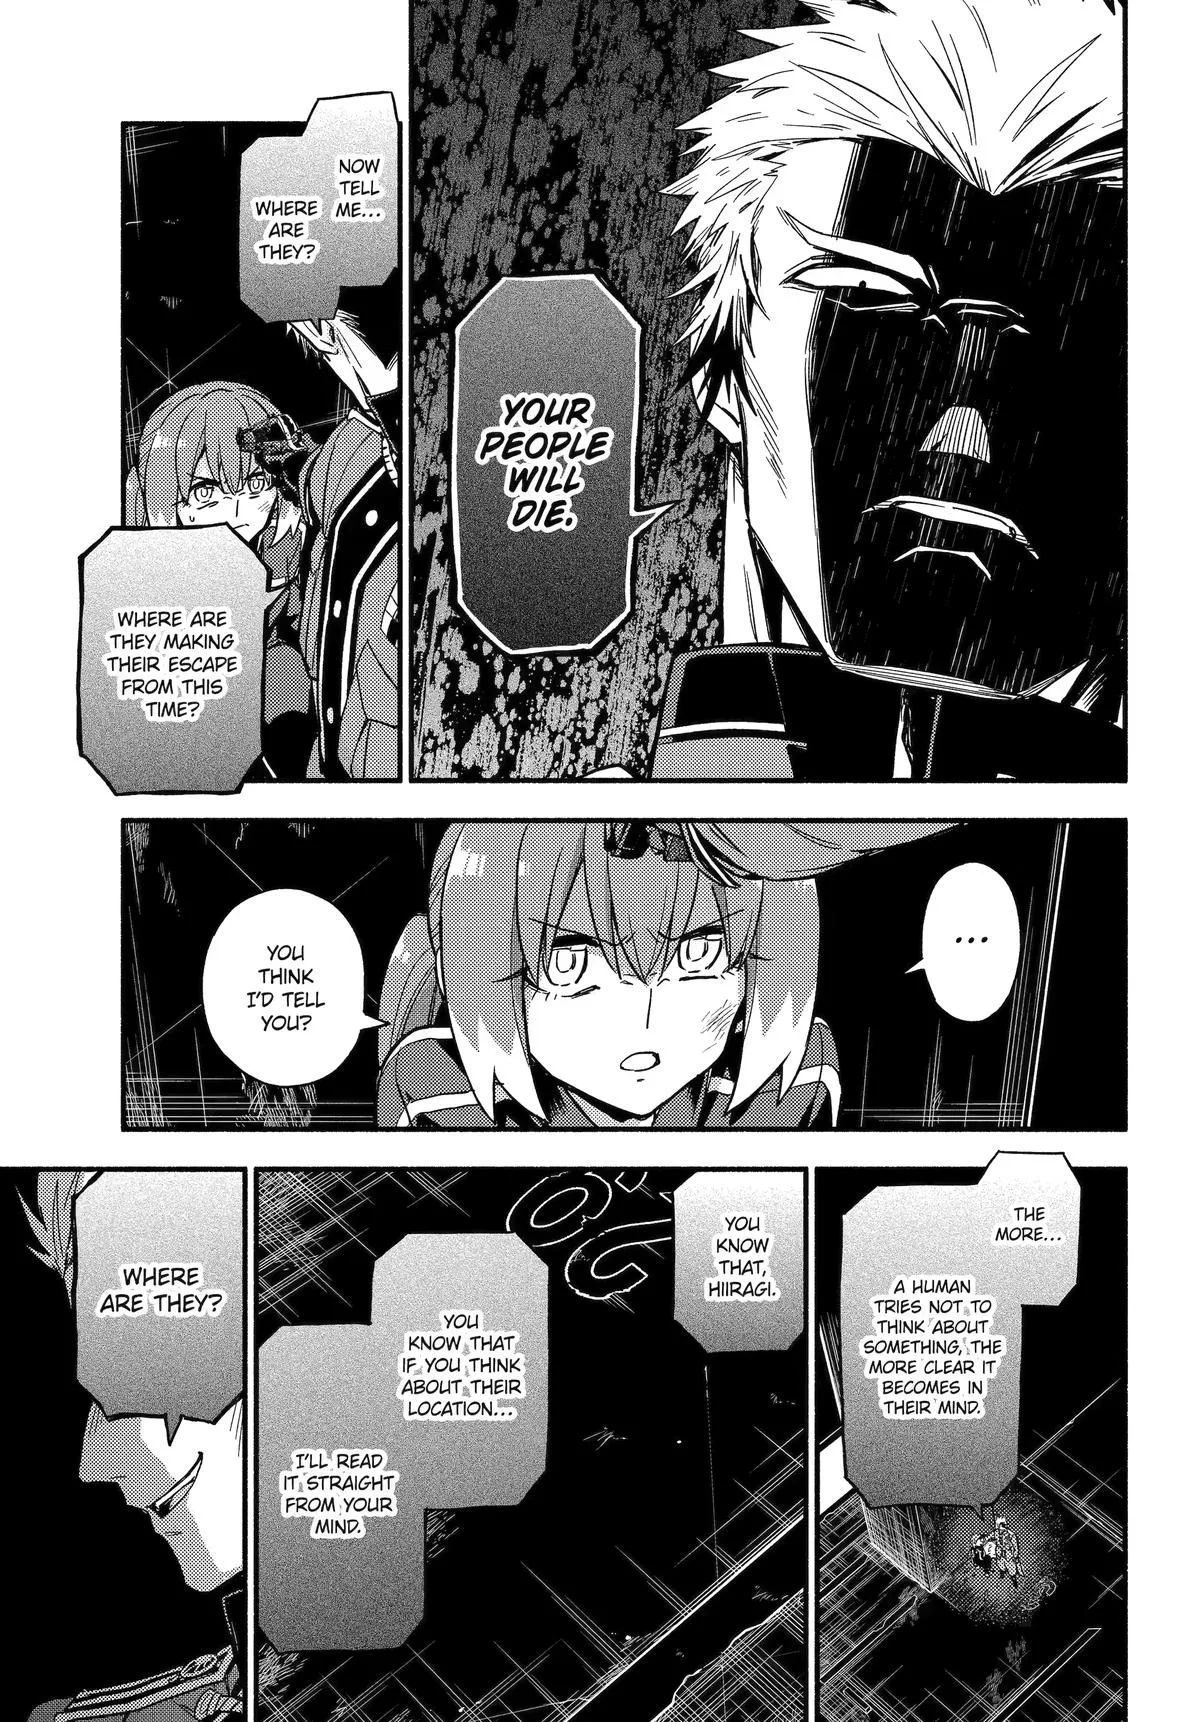 YOUR
PEOPLE
WILL
DIE.
NOW
TELL
ME...
WHERE
ARE
THEY?
WHERE ARE
THEY MAKING
THEIR ESCAPE
FROM THIS
TIME?
...
YOU
THINK
I'D TELL
YOU?
THE
MORE...
A HUMAN
TRIES NOT TO
THINK ABOUT
SOMETHING, THE
MORE CLEAR IT
BECOMES IN
THEIR MIND.
YOU
KNOW
THAT,
HIIRAGI.
YOU
KNOW THAT
IF YOU THINK
ABOUT THEIR
LOCATION...
I'LL READ
IT STRAIGHT
FROM YOUR
MIND.
WHERE
ARE THEY?